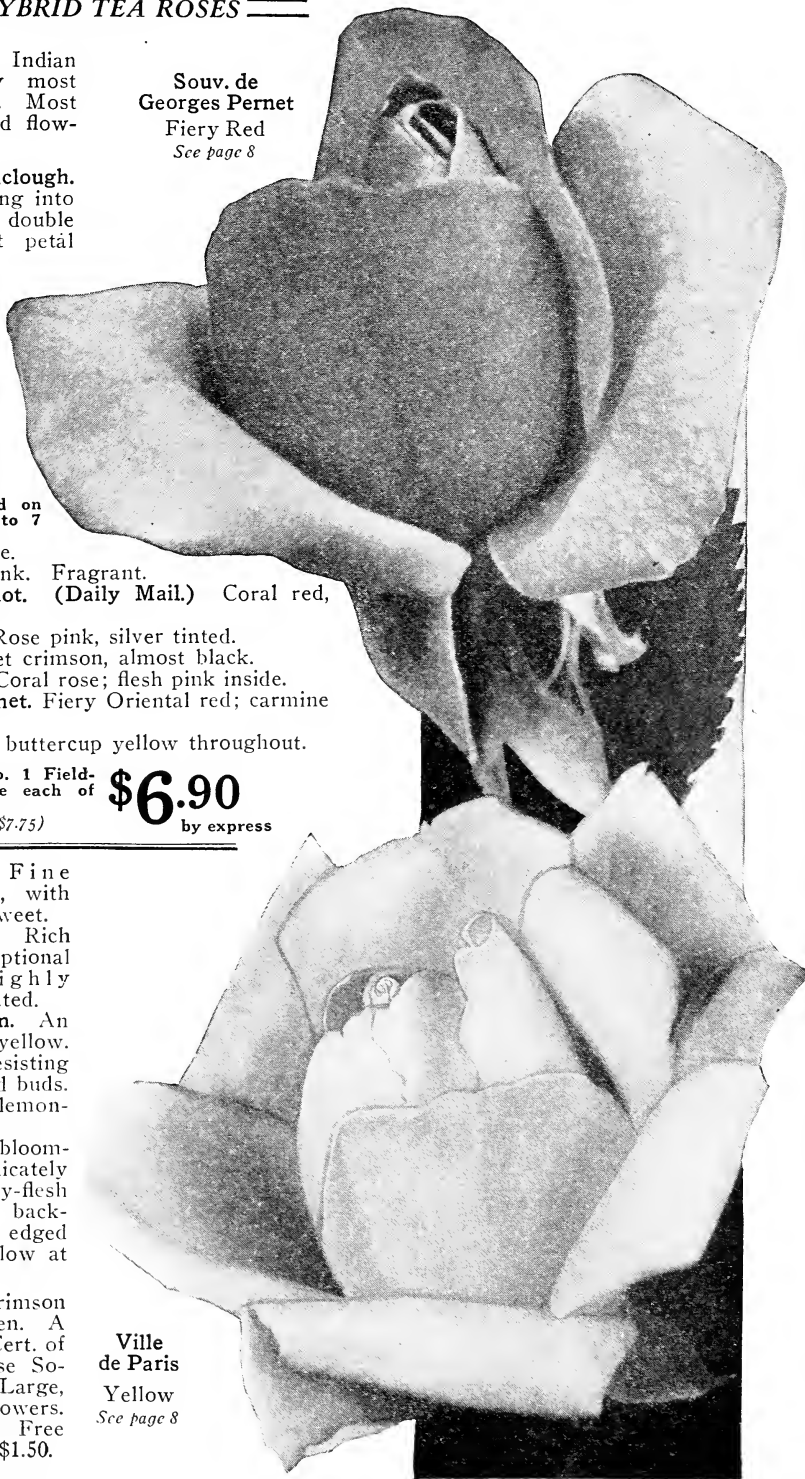 YBRID TEA ROSES
Indian
most
Most
d flow-
clough.
ng into
double
petal
Souv. de
Georges Pernet
Fiery Red
See page 8
d on
to 7
e.
nk. Fragrant.
ot. (Daily Mail.) Coral red,
Rose pink, silver tinted.
et crimson, almost black.
Coral rose; flesh pink inside.
net. Fiery Oriental red; carmine
buttercup yellow throughout.
o. 1 Field-
e each of
$7.75)
$6.90
by express
Fine
, with
weet.
Rich
ptional
ighly
ted.
n. An
yellow.
esisting
l buds.
lemon-
bloom-
icately
y-flesh
back-
edged
low at
rimson
en. A
Cert. of
se So-
Large,
owers.
Free
$1.50.
Ville
de Paris
Yellow
See page 8